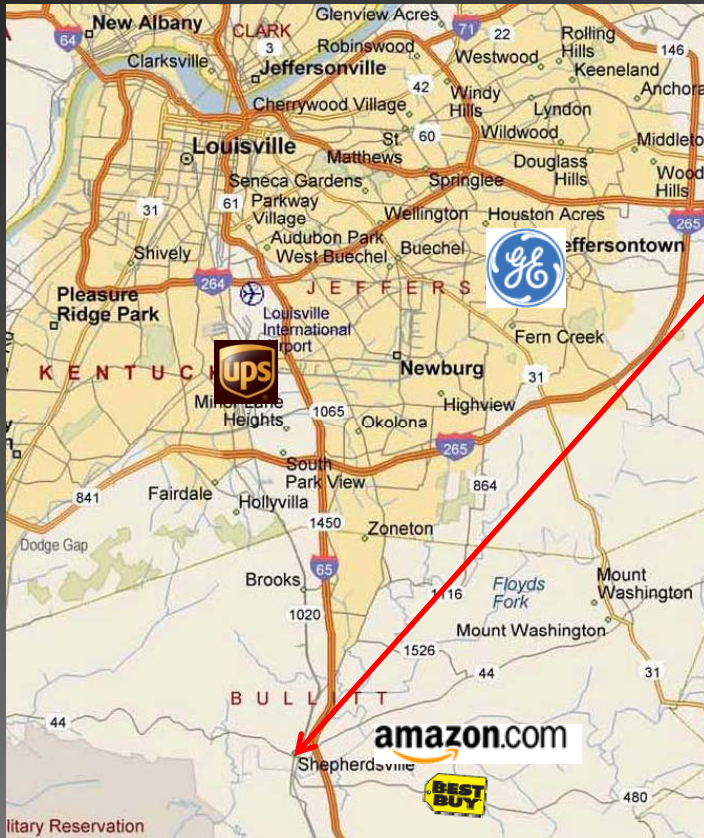 New Albany
Glenview Acres
71
22
Rolling
Hills
64
CLARK
3
Robinswood
Westwood
146
Clarksville
Jeffersonville
Keeneland
42
Windy
Hills
Anchora
Cherrywood Village
Lyndon
St.
Matthews
60
Wildwood
Middleto
Louisville
Douglass
Hills
Wood
Hills
Seneca Gardens
Springlee
31
61
Parkway
Village
Wellington
Houston Acres
265
Audubon Park
Shively
West Buechel
Buechel
GE
effersontown
264
JEFFERS
Pleasure
Ridge Park
Louisville
International
rport
Fern Creek
KENTUCK
ups
Newburg
31
Minor Lane
Heights
1065
Highview
Okolona
265
South
Park View
841
Fairdale
864
Hollyvilla
1450
Zoneton
Dodge Gap
65
Brooks
Floyds
Fork
Mount
Washington
1020
1116
Mount Washington
1526
44
31
BULLITT
44
amazon.com
Shepherdsville
BEST
BUY
480
litary Reservation